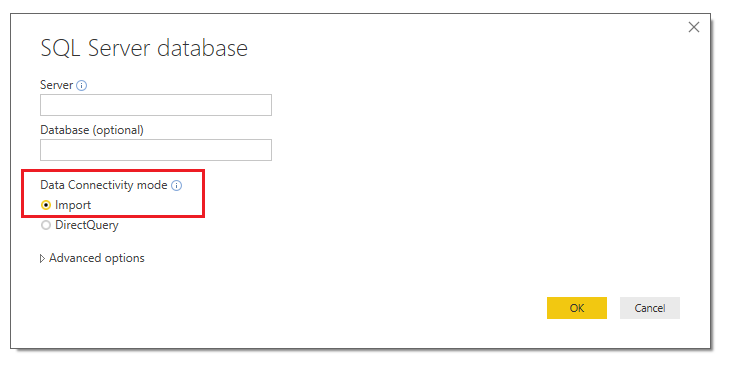 SQL Server database
Server
Database (optional)
Data Connectivity mode
Import
DirectQuery
Advanced options
OK
Cancel